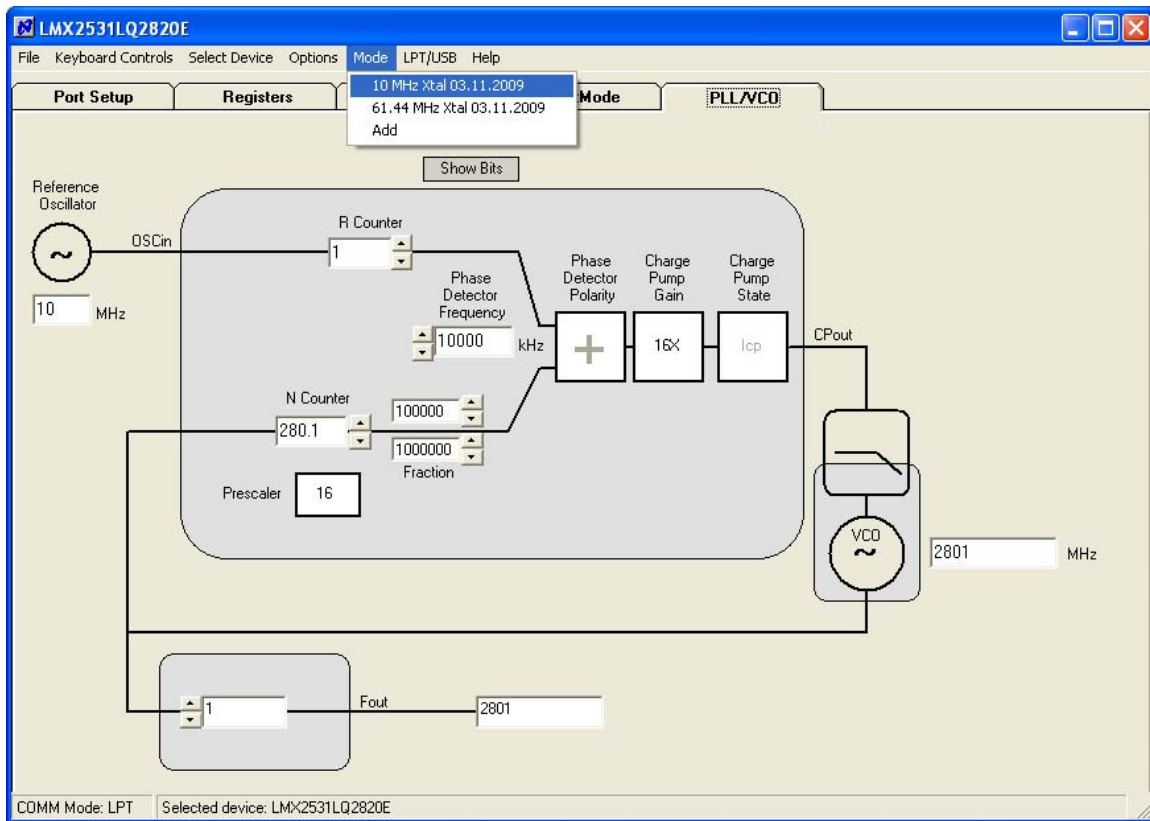 LMX2531LQ2820E
File Keyboard Controls Select Device Options Mode LPT/USB Help
10 MHz Xtal 03.11.2009
61.44 MHz Xtal 03.11.2009
Add
Port Setup Registers Mode PLL/VCO
Show Bits
Reference
Oscillator
OSCin
10 MHz
R Counter
1
Phase
Detector
Frequency
10000 kHz
Phase
Detector
Polarity
+
Charge
Pump
Gain
16X
Charge
Pump
State
Icp
CPout
N Counter
280.1
100000
1000000
Fraction
Prescaler 16
VCO
2801 MHz
1 Fout 2801
COMM Mode: LPT Selected device: LMX2531LQ2820E